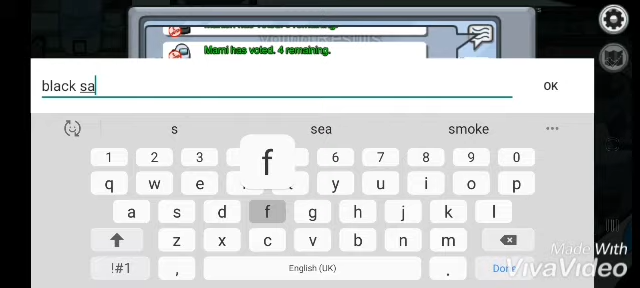 Mami has voted. 4 remaining.
black sa
OK
s sea smoke
1 2 3 6 7 8 9 0
q w e y u i o p
f
a s d f g h j k l
z x c v b n m
!#1 , English (UK) . Done
Made With
VivaVideo